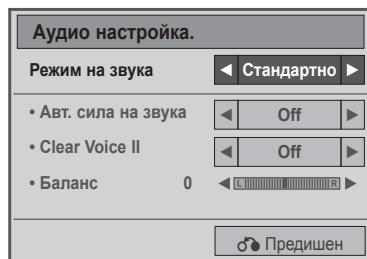 Аудио настройка.
Режим на звука ◄ Стандартно ►
• Авт. сила на звука ◄ Off ►
• Clear Voice II ◄ Off ►
• Баланс 0 ◄ L R ►
Предишен